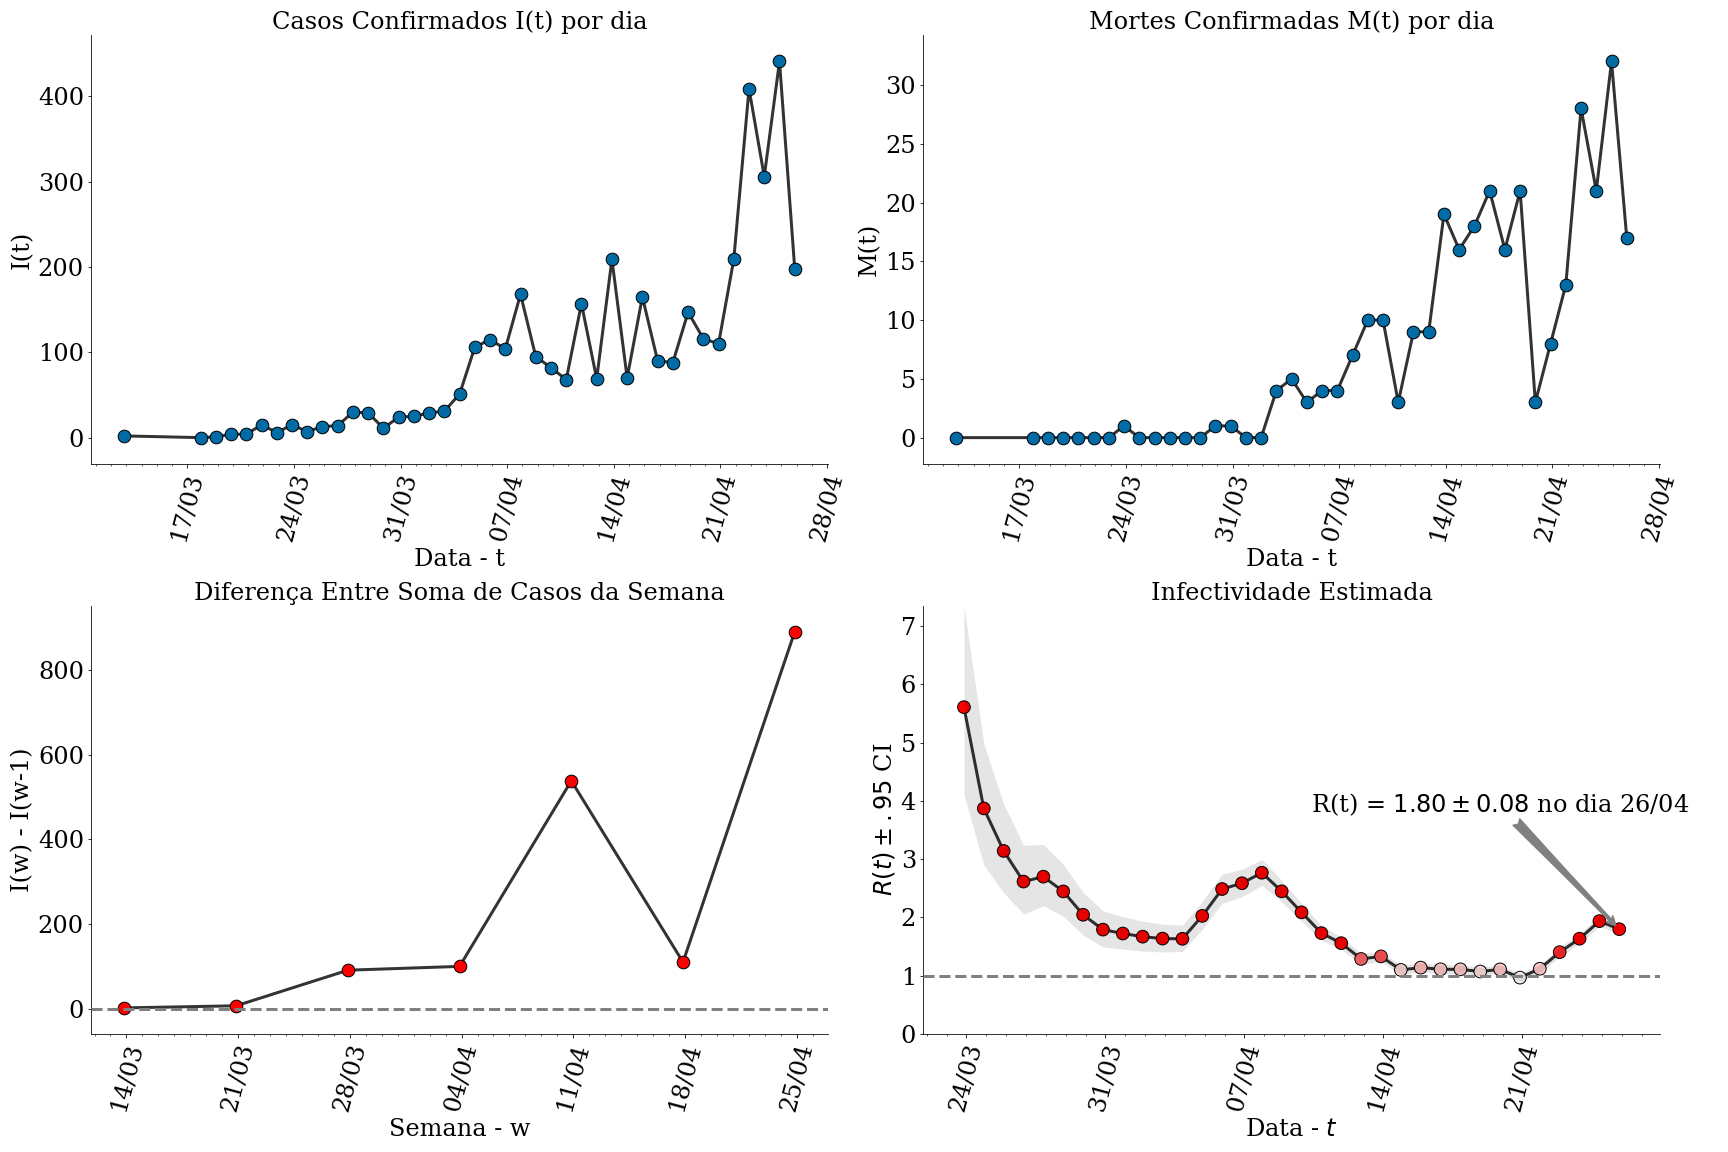 Casos Confirmados I(t) por dia
I(t)
400
300
200
100
0
17/03 24/03 31/03 07/04 14/04 21/04 28/04
Data - t
Mortes Confirmadas M(t) por dia
M(t)
30
25
20
15
10
5
0
17/03 24/03 31/03 07/04 14/04 21/04 28/04
Data - t
Diferença Entre Soma de Casos da Semana
I(w) - I(w-1)
800
600
400
200
0
14/03 21/03 28/03 04/04 11/04 18/04 25/04
Semana - w
Infectividade Estimada
R(t) ± .95 CI
7
6
5
4
R(t) = 1.80 ± 0.08 no dia 26/04
3
2
1
0
24/03 31/03 07/04 14/04 21/04
Data - t